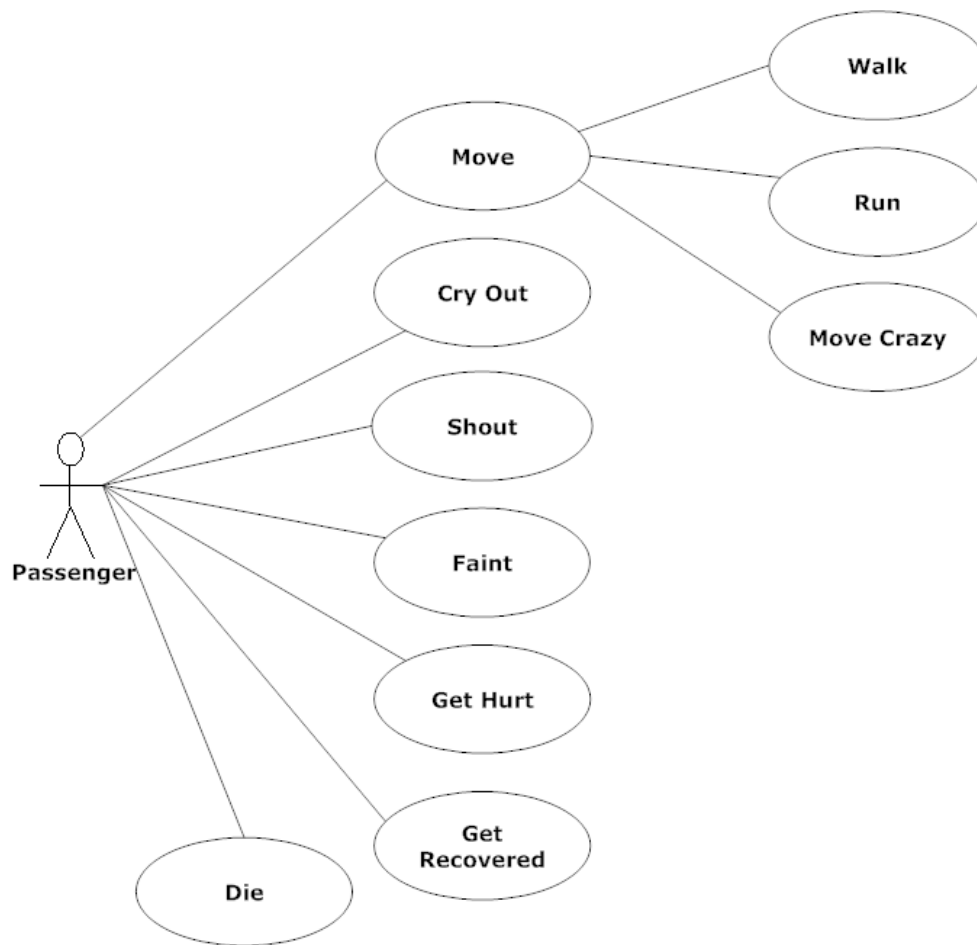 Walk
Move
Run
Cry Out
Move Crazy
Shout
Faint
Passenger
Get Hurt
Get
Recovered
Die